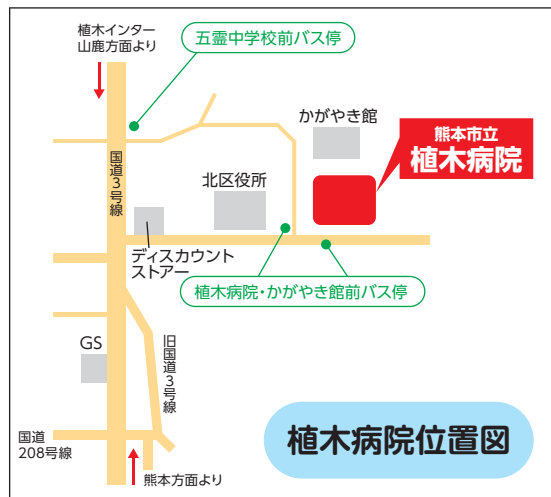 植木インター
山鹿方面より
五霊中学校前バス停
かがやき館
熊本市立
植木病院
国道3号線
北区役所
ディスカウント
ストアー
植木病院・かがやき館前バス停
GS
旧国道3号線
国道
208号線
熊本方面より
植木病院位置図